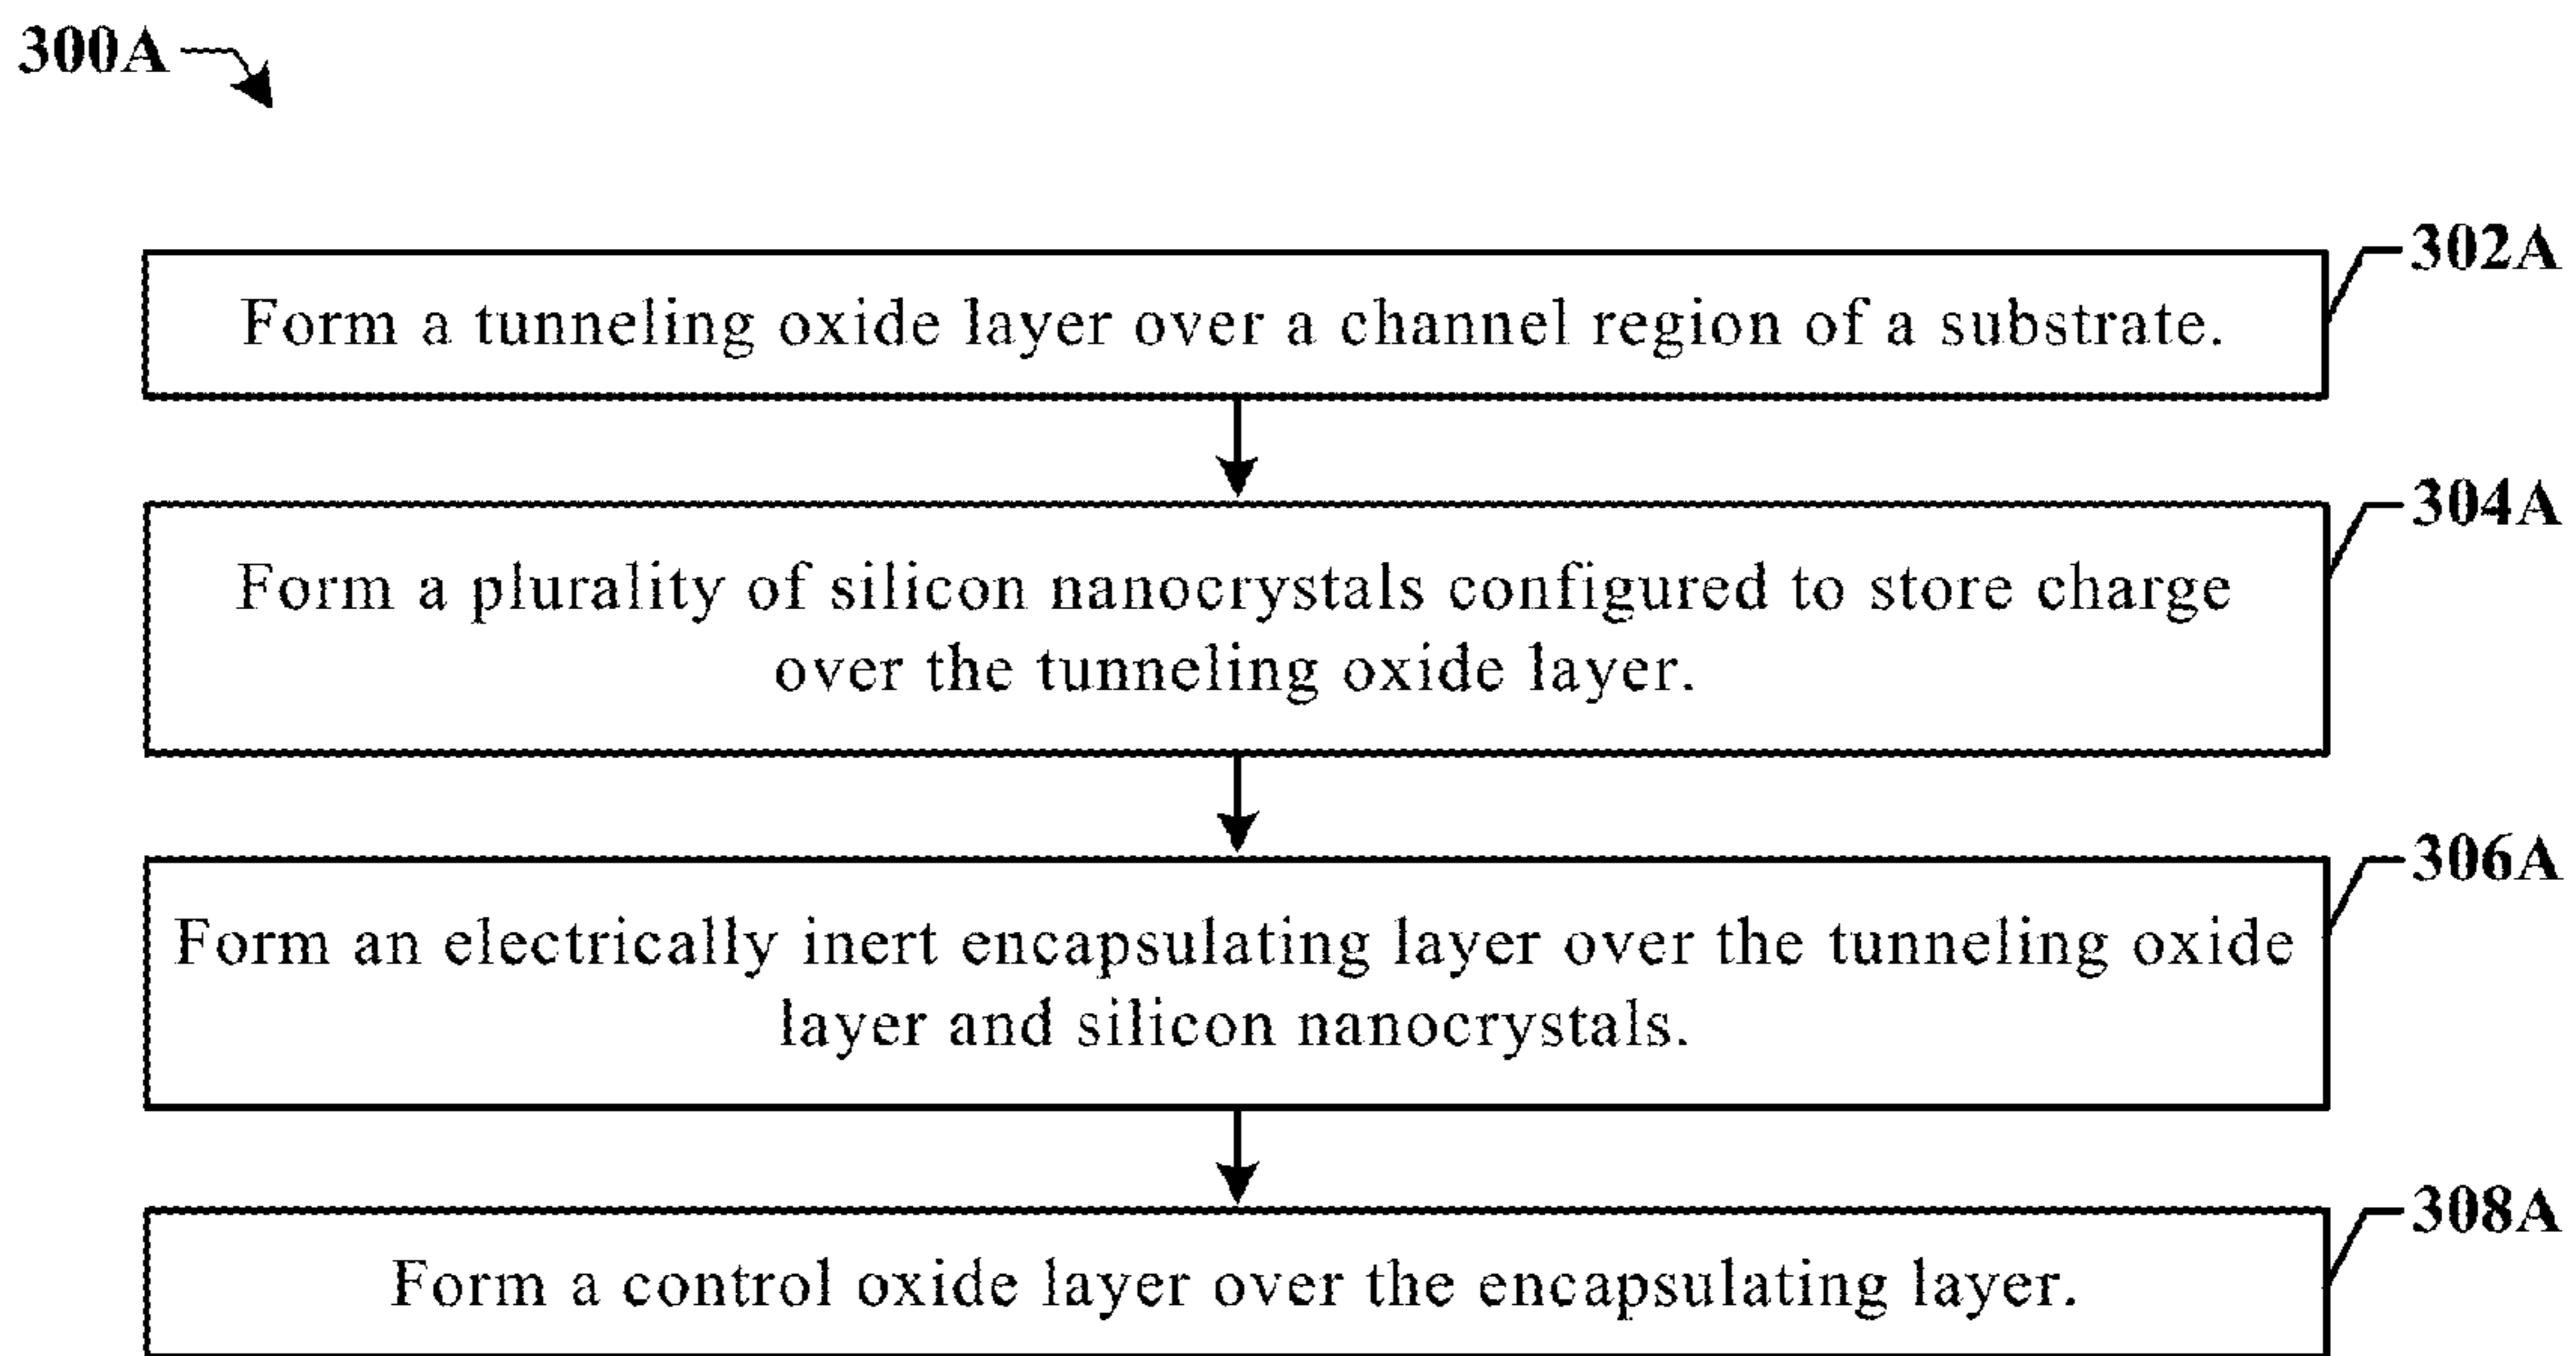 300A
302A
Form a tunneling oxide layer over a channel region of a substrate.
304A
Form a plurality of silicon nanocrystals configured to store charge
over the tunneling oxide layer.
306A
Form an electrically inert encapsulating layer over the tunneling oxide
layer and silicon nanocrystals.
308A
Form a control oxide layer over the encapsulating layer.